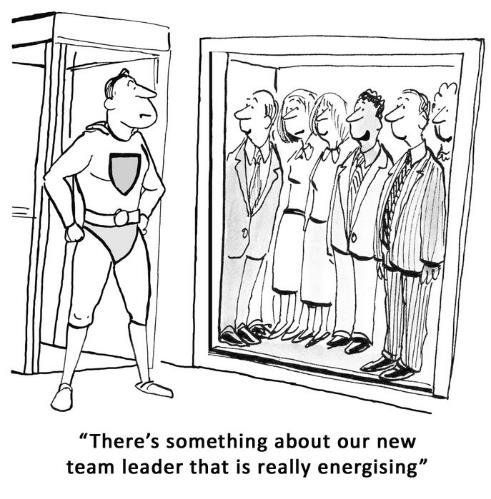 “There’s something about our new
team leader that is really energising”